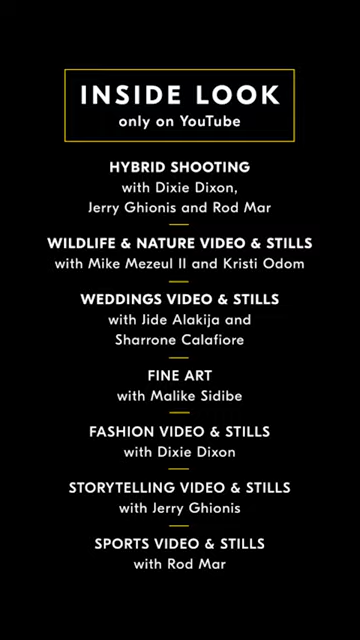 INSIDE LOOK
only on YouTube
HYBRID SHOOTING
with Dixie Dixon,
Jerry Ghionis and Rod Mar
WILDLIFE & NATURE VIDEO & STILLS
with Mike Mezeul II and Kristi Odom
WEDDINGS VIDEO & STILLS
with Jide Alakija and
Sharrone Calafiore
FINE ART
with Malike Sidibe
FASHION VIDEO & STILLS
with Dixie Dixon
STORYTELLING VIDEO & STILLS
with Jerry Ghionis
SPORTS VIDEO & STILLS
with Rod Mar